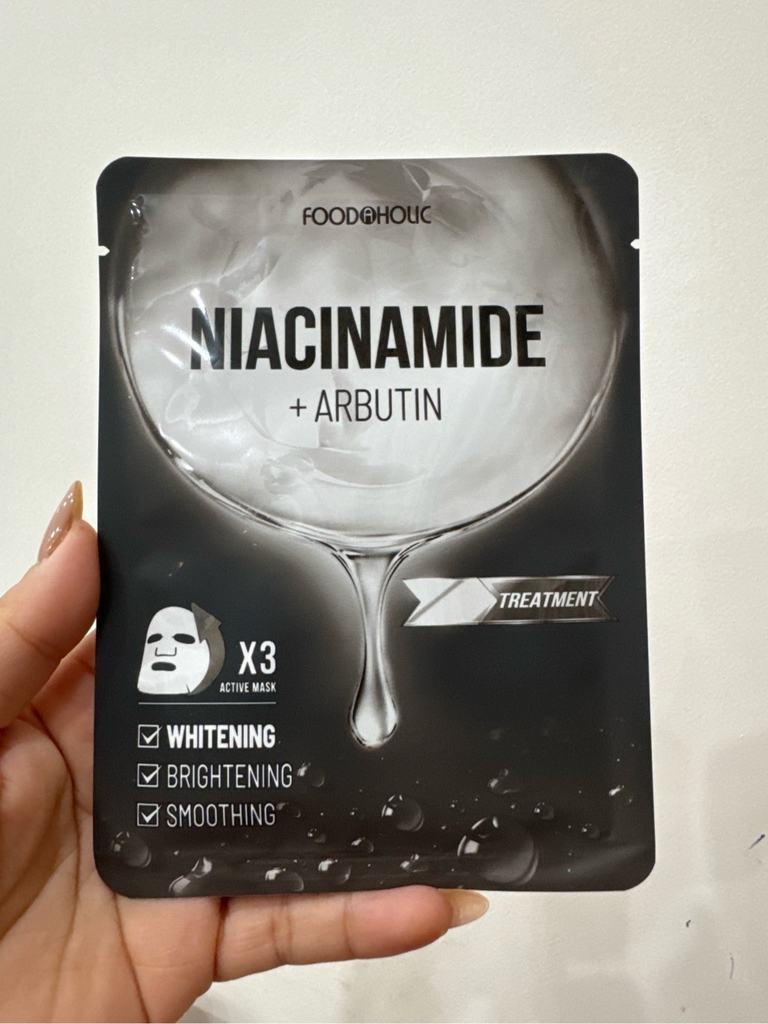 FOODAHOLIC
NIACINAMIDE
+ ARBUTIN
TREATMENT
X3
ACTIVE MASK
WHITENING
BRIGHTENING
SMOOTHING